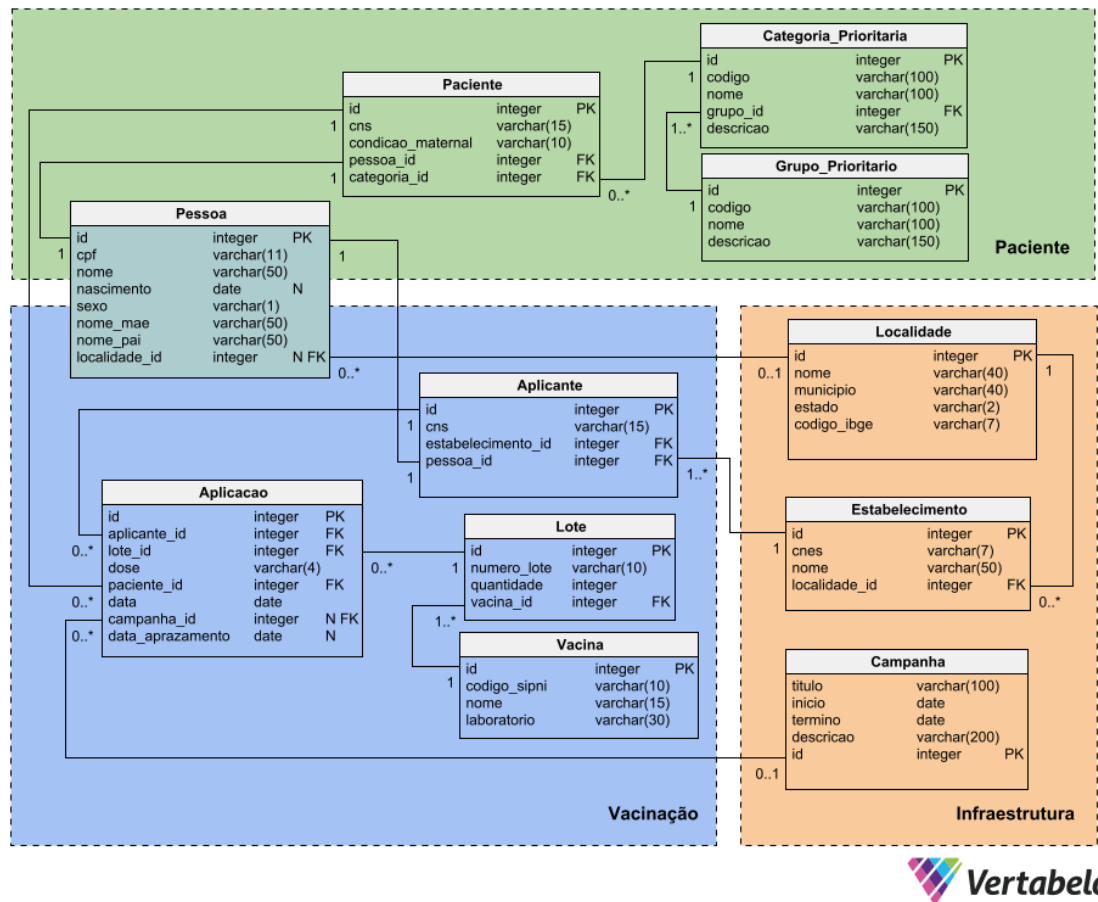 Categoria_Prioritaria
id integer PK
codigo varchar(100)
nome varchar(100)
grupo_id integer FK
descricao varchar(150)
1
1..*
Paciente
id integer PK
cns varchar(15)
condicao_maternal varchar(10)
pessoa_id integer FK
categoria_id integer FK
1
1
0..*
Grupo_Prioritario
id integer PK
codigo varchar(100)
nome varchar(100)
descricao varchar(150)
1
Paciente
Pessoa
id integer PK
cpf varchar(11)
nome varchar(50)
nascimento date N
sexo varchar(1)
nome_mae varchar(50)
nome_pai varchar(50)
localidade_id integer N FK
1
1
0..*
Localidade
id integer PK
nome varchar(40)
municipio varchar(40)
estado varchar(2)
codigo_ibge varchar(7)
0..1
1
Aplicante
id integer PK
cns varchar(15)
estabelecimento_id integer FK
pessoa_id integer FK
1
1
1..*
Aplicacao
id integer PK
aplicante_id integer FK
lote_id integer FK
dose varchar(4)
paciente_id integer FK
data date
campanha_id integer N FK
data_aprazamento date N
0..*
0..*
0..*
0..*
Lote
id integer PK
numero_lote varchar(10)
quantidade integer
vacina_id integer FK
1
1..*
Estabelecimento
id integer PK
cnes varchar(7)
nome varchar(50)
localidade_id integer FK
1
0..*
Vacina
id integer PK
codigo_sipni varchar(10)
nome varchar(15)
laboratorio varchar(30)
1
Campanha
titulo varchar(100)
inicio date
termino date
descricao varchar(200)
id integer PK
0..1
Vacinação
Infraestrutura
Vertabelo